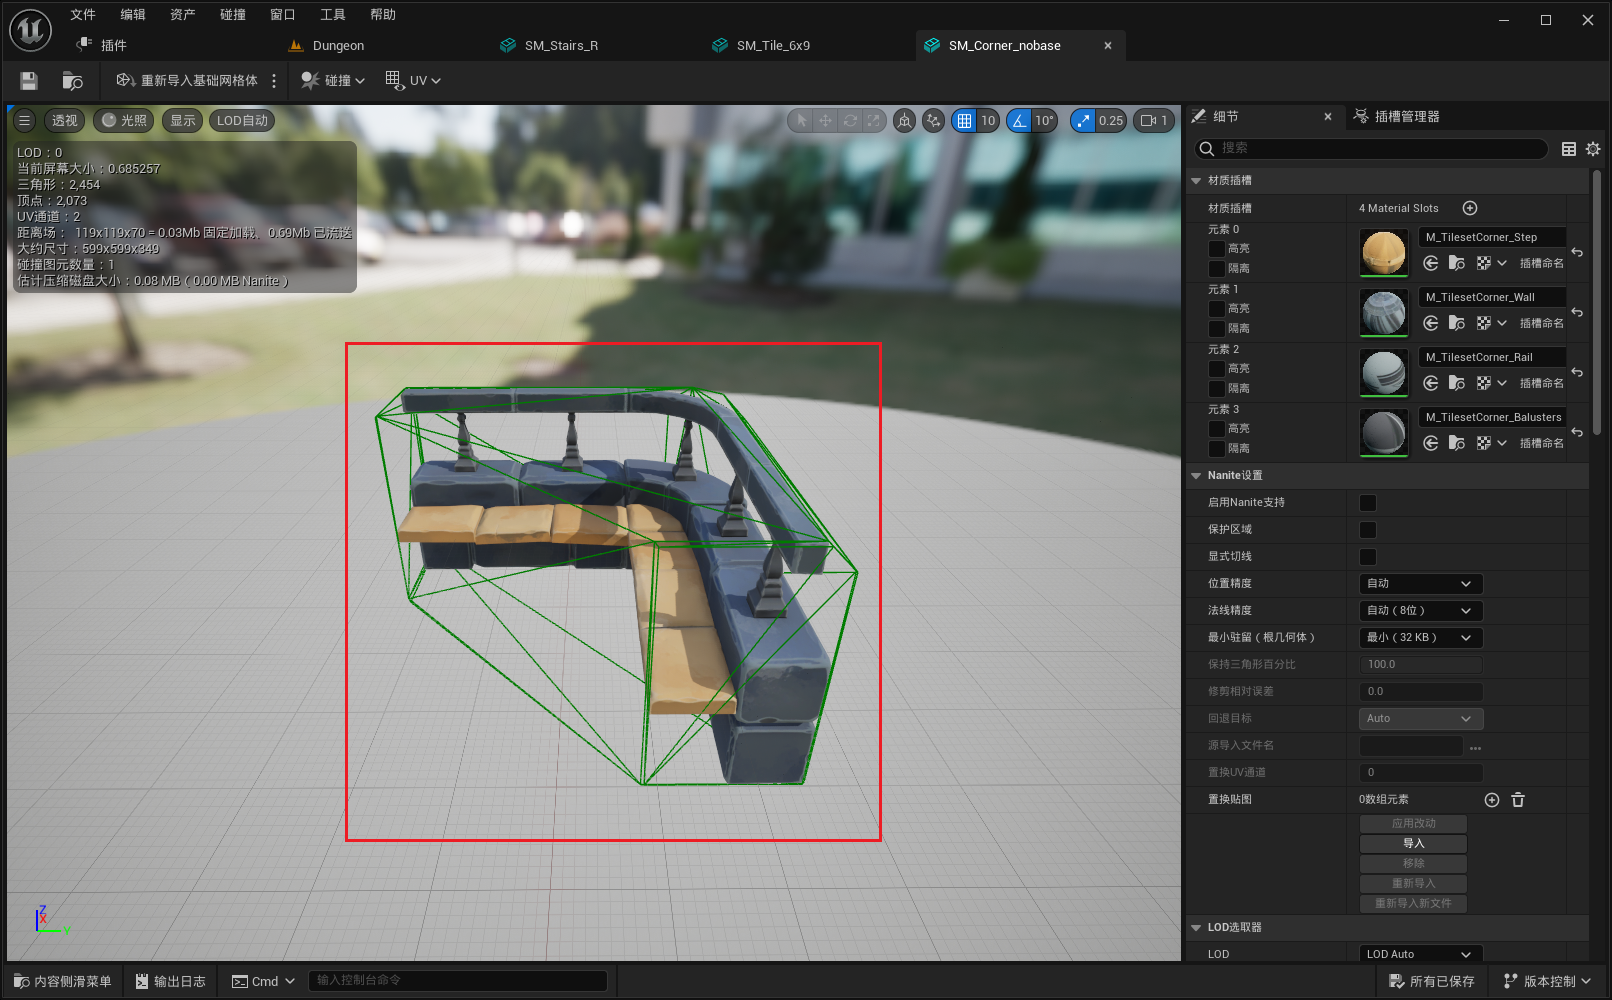 文件 编辑 资产 碰撞 窗口 工具 帮助
插件 Dungeon SM_Stairs_R SM_Tile_6x9 SM_Corner_nobase
重新导入基础网格体 碰撞 UV
透视 光照 显示 LOD自动 10 10° 0.25 1
LOD：0
当前屏幕大小：0.685257
三角形：2,454
顶点：2,073
UV通道：2
距离场： 119x119x70 = 0.03Mb 固定加载、0.69Mb 已流送
大约尺寸：599x599x349
碰撞图元数量：1
估计压缩磁盘大小：0.08 MB（0.00 MB Nanite）
Z
X
Y
细节 插槽管理器
搜索
材质插槽
材质插槽 4 Material Slots
元素 0 M_TilesetCorner_Step
高亮
隔离 插槽命名
元素 1 M_TilesetCorner_Wall
高亮
隔离 插槽命名
元素 2 M_TilesetCorner_Rail
高亮
隔离 插槽命名
元素 3 M_TilesetCorner_Balusters
高亮
隔离 插槽命名
Nanite设置
启用Nanite支持
保护区域
显式切线
位置精度 自动
法线精度 自动（8位）
最小驻留（根几何体） 最小（32 KB）
保持三角形百分比 100.0
修剪相对误差 0.0
回退目标 Auto
源导入文件名
置换UV通道 0
置换贴图 0数组元素
应用改动
导入
移除
重新导入
重新导入新文件
LOD选取器
LOD LOD Auto
内容侧滑菜单 输出日志 Cmd 输入控制台命令 所有已保存 版本控制